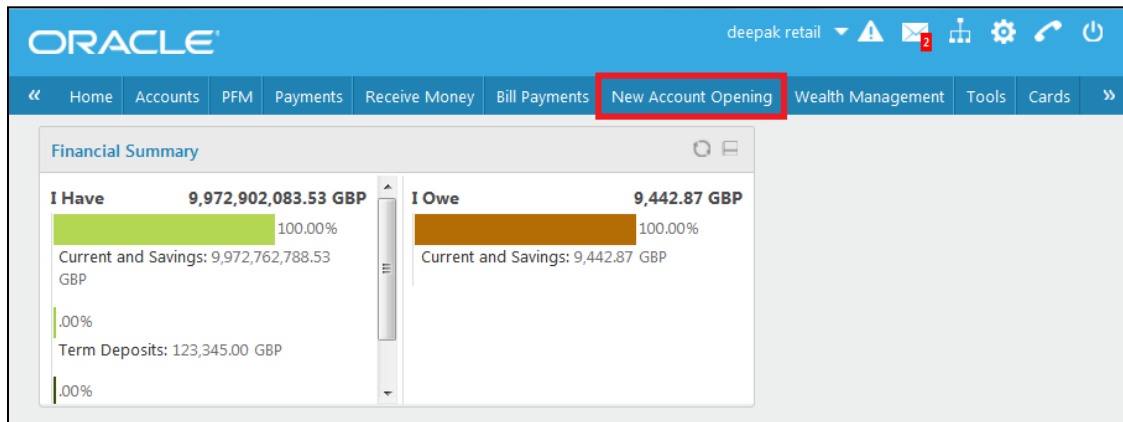 ORACLE
deepak retail
2
« Home Accounts PFM Payments Receive Money Bill Payments New Account Opening Wealth Management Tools Cards »
Financial Summary
I Have 9,972,902,083.53 GBP
100.00%
Current and Savings: 9,972,762,788.53
GBP
.00%
Term Deposits: 123,345.00 GBP
.00%
I Owe 9,442.87 GBP
100.00%
Current and Savings: 9,442.87 GBP